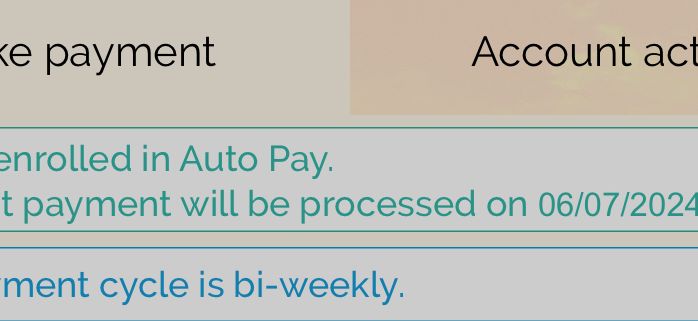 ke payment
Account act
enrolled in Auto Pay.
t payment will be processed on 06/07/2024
yment cycle is bi-weekly.